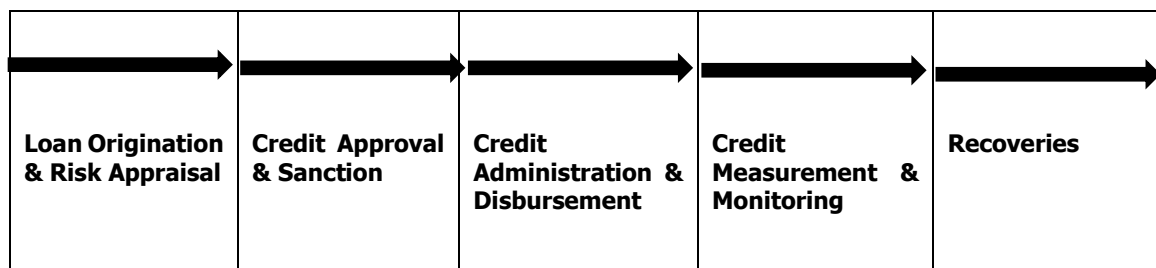 Loan Origination
& Risk Appraisal
Credit Approval
& Sanction
Credit
Administration &
Disbursement
Credit
Measurement &
Monitoring
Recoveries